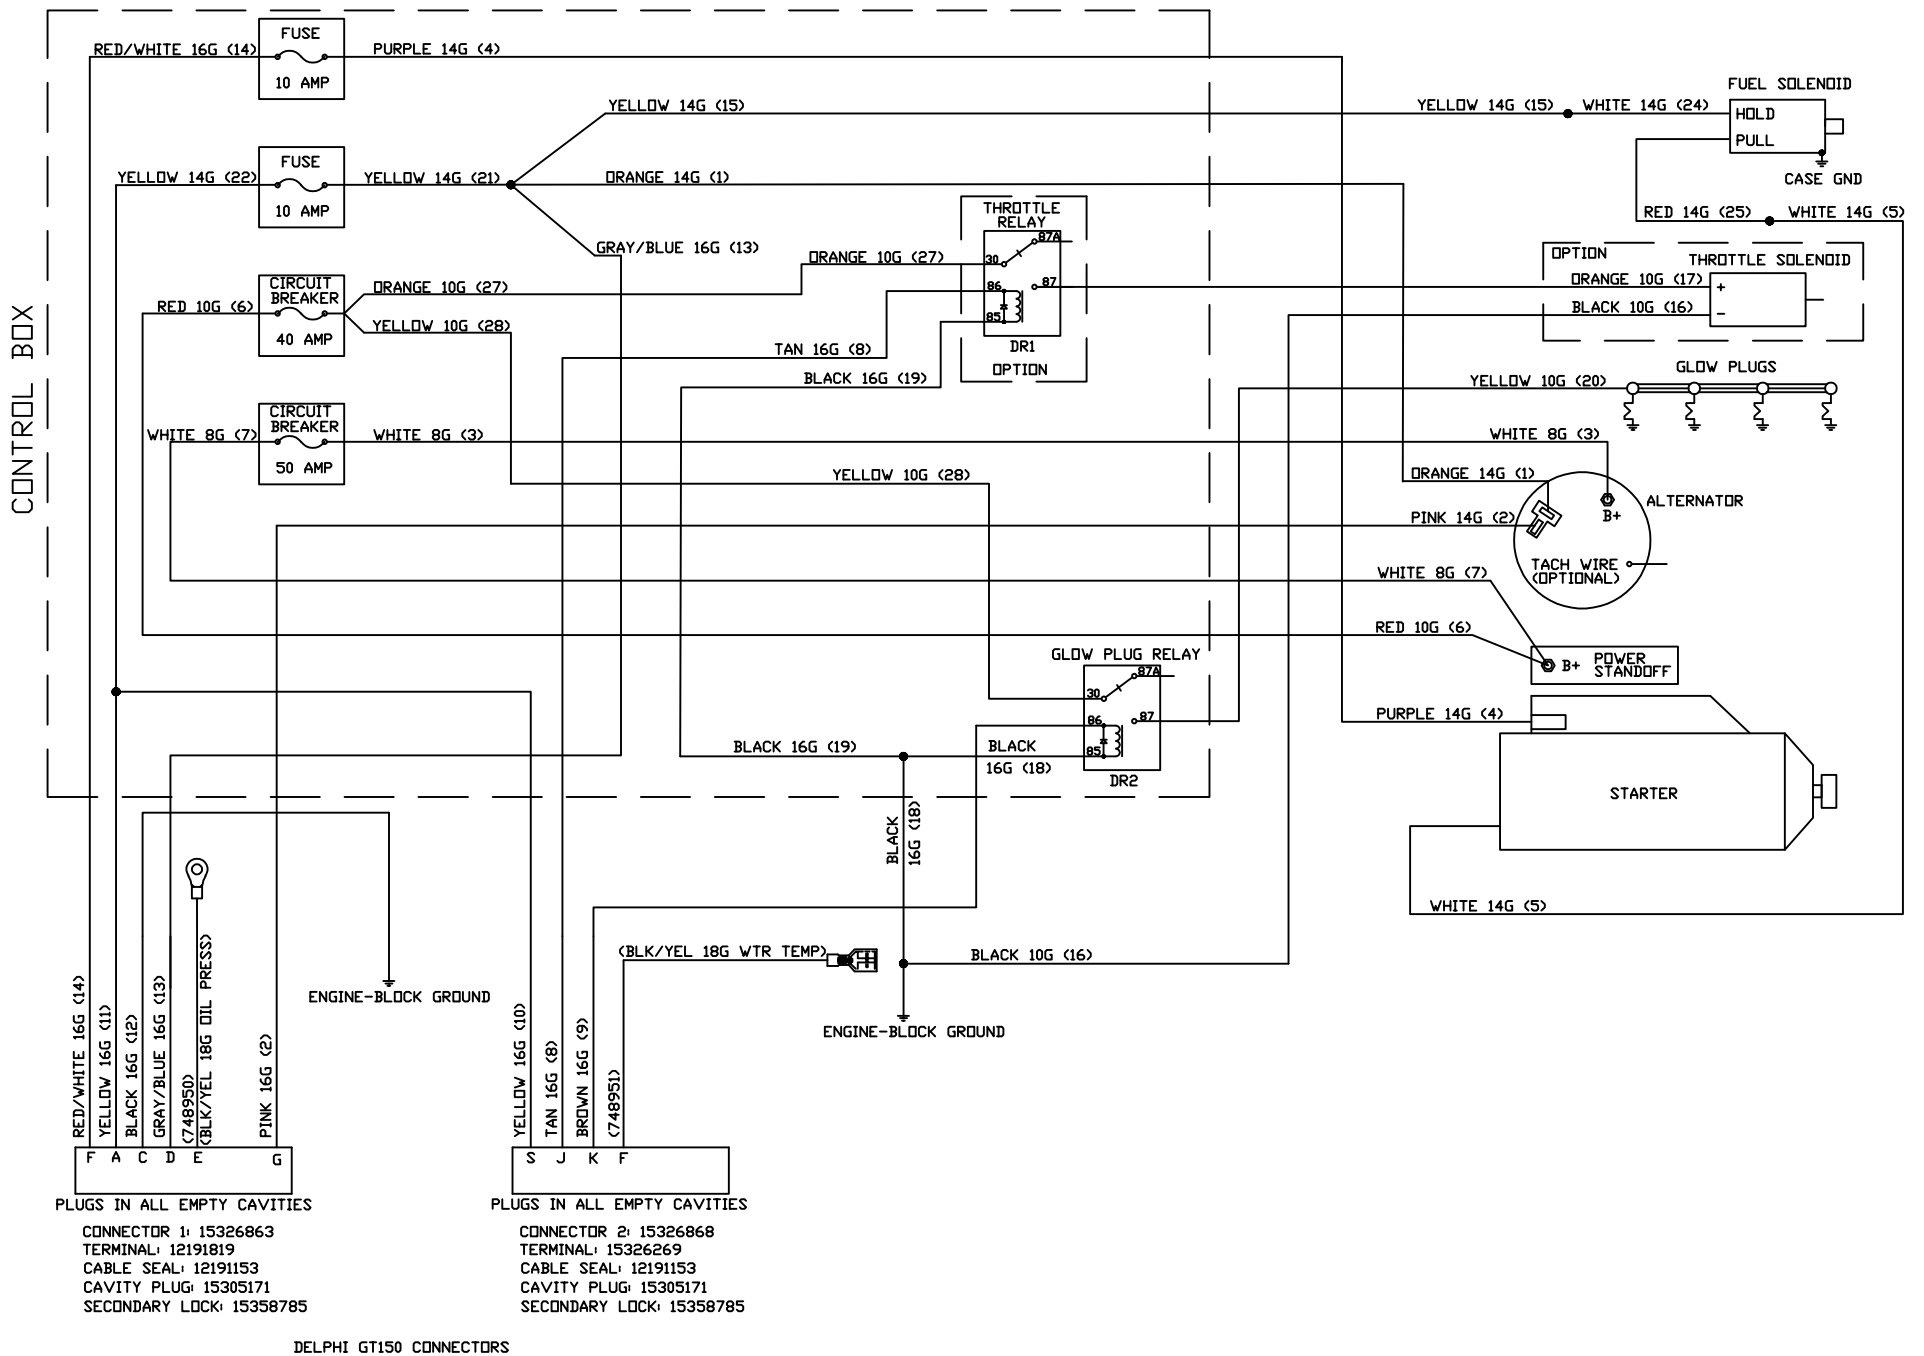 CONTROL BOX
FUSE
10 AMP
RED/WHITE 16G (14)
PURPLE 14G (4)
FUSE
10 AMP
YELLOW 14G (22)
YELLOW 14G (21)
YELLOW 14G (15)
YELLOW 14G (15)
WHITE 14G (24)
FUEL SOLENOID
HOLD
PULL
CASE GND
ORANGE 14G (1)
GRAY/BLUE 16G (13)
RED 14G (25)
WHITE 14G (5)
CIRCUIT
BREAKER
40 AMP
RED 10G (6)
ORANGE 10G (27)
YELLOW 10G (28)
ORANGE 10G (27)
THROTTLE
RELAY
87A
30
87
86
85
DR1
OPTION
TAN 16G (8)
BLACK 16G (19)
OPTION
THROTTLE SOLENOID
ORANGE 10G (17)
BLACK 10G (16)
+
-
GLOW PLUGS
YELLOW 10G (20)
CIRCUIT
BREAKER
50 AMP
WHITE 8G (7)
WHITE 8G (3)
WHITE 8G (3)
YELLOW 10G (28)
ORANGE 14G (1)
PINK 14G (2)
ALTERNATOR
B+
TACH WIRE
(OPTIONAL)
WHITE 8G (7)
RED 10G (6)
B+
POWER
STANDOFF
GLOW PLUG RELAY
87A
30
87
86
85
DR2
PURPLE 14G (4)
STARTER
WHITE 14G (5)
BLACK 16G (19)
BLACK
16G (18)
BLACK
16G (18)
(BLK/YEL 18G WTR TEMP)
BLACK 10G (16)
ENGINE-BLOCK GROUND
ENGINE-BLOCK GROUND
RED/WHITE 16G (14)
YELLOW 16G (11)
BLACK 16G (12)
GRAY/BLUE 16G (13)
(748950)
(BLK/YEL 18G OIL PRESS)
PINK 16G (2)
YELLOW 16G (10)
TAN 16G (8)
BROWN 16G (9)
(748951)
F A C D E G
S J K F
PLUGS IN ALL EMPTY CAVITIES
CONNECTOR 1: 15326863
TERMINAL: 12191819
CABLE SEAL: 12191153
CAVITY PLUG: 15305171
SECONDARY LOCK: 15358785
PLUGS IN ALL EMPTY CAVITIES
CONNECTOR 2: 15326868
TERMINAL: 15326269
CABLE SEAL: 12191153
CAVITY PLUG: 15305171
SECONDARY LOCK: 15358785
DELPHI GT150 CONNECTORS